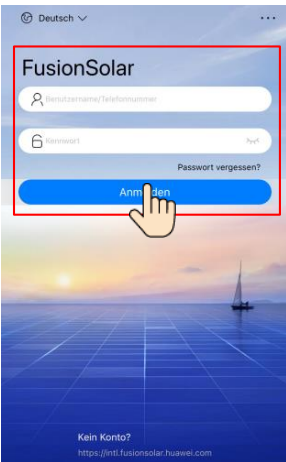 Deutsch
FusionSolar
Benutzername/Telefonnummer
Kennwort
Passwort vergessen?
Anmelden
Kein Konto?
https://intl.fusionsolar.huawei.com